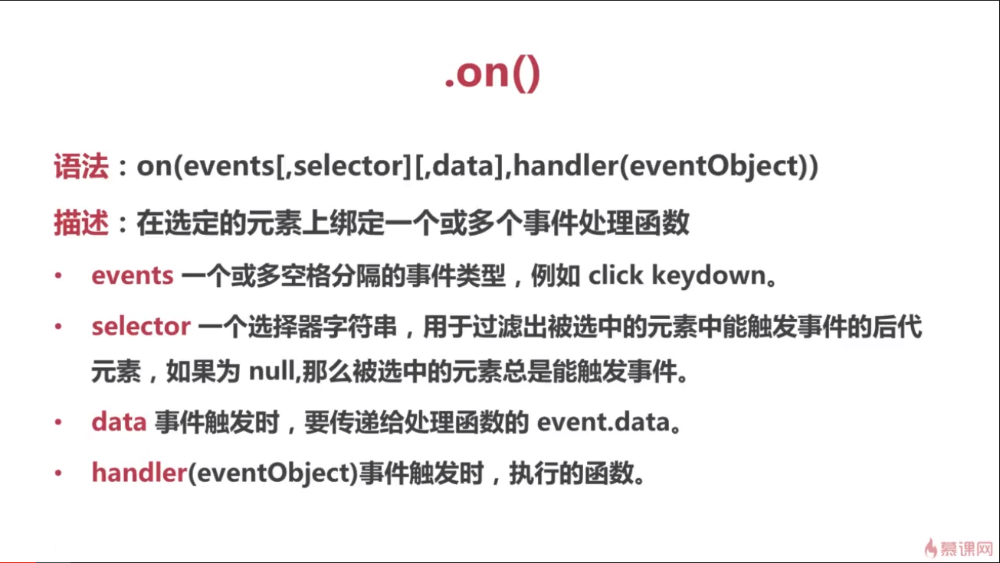 .on()
语法：on(events[,selector][,data],handler(eventObject))
描述：在选定的元素上绑定一个或多个事件处理函数
• events 一个或多空格分隔的事件类型，例如 click keydown。
• selector 一个选择器字符串，用于过滤出被选中的元素中能触发事件的后代
元素，如果为 null,那么被选中的元素总是能触发事件。
• data 事件触发时，要传递给处理函数的 event.data。
• handler(eventObject)事件触发时，执行的函数。
慕课网